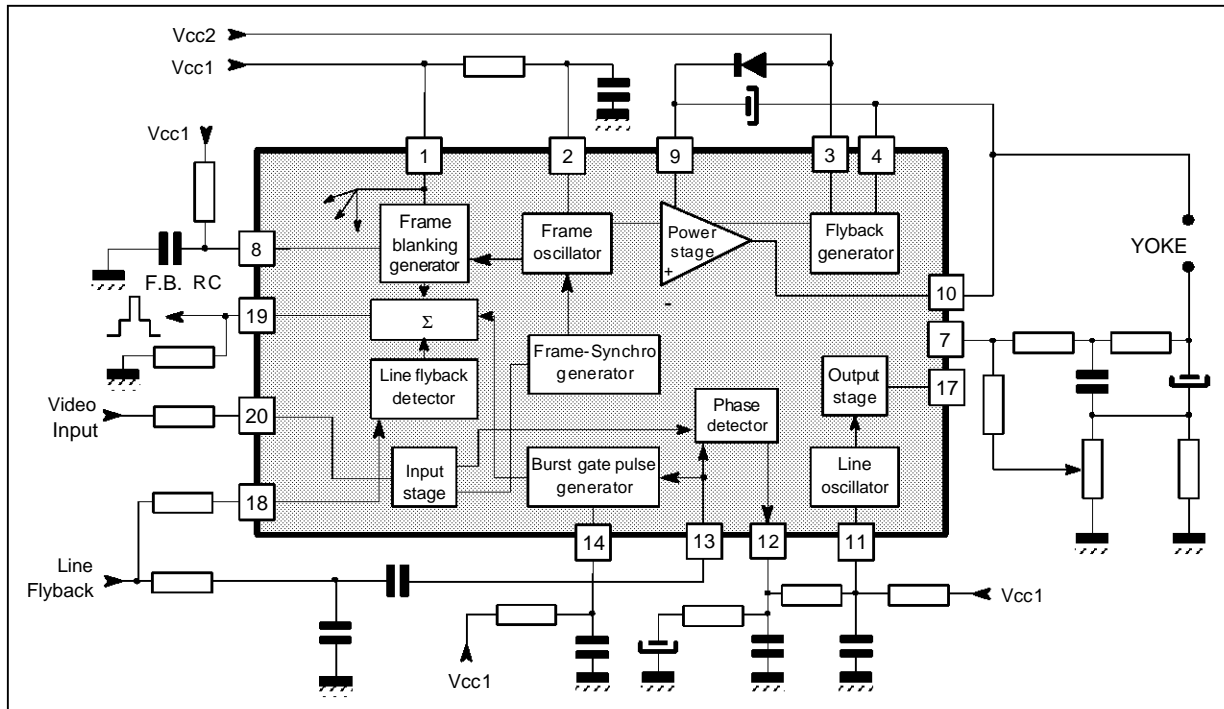 Vcc2
Vcc1
Vcc1
1
2
9
3
4
Frame
blanking
generator
Frame
oscillator
Power
stage
+
-
Flyback
generator
YOKE
8
F.B. RC
10
19
Σ
7
Frame-Synchro
generator
Line flyback
detector
Output
stage
17
Video
Input
20
Phase
detector
Input
stage
Burst gate pulse
generator
Line
oscillator
18
14
13
12
11
Line
Flyback
Vcc1
Vcc1